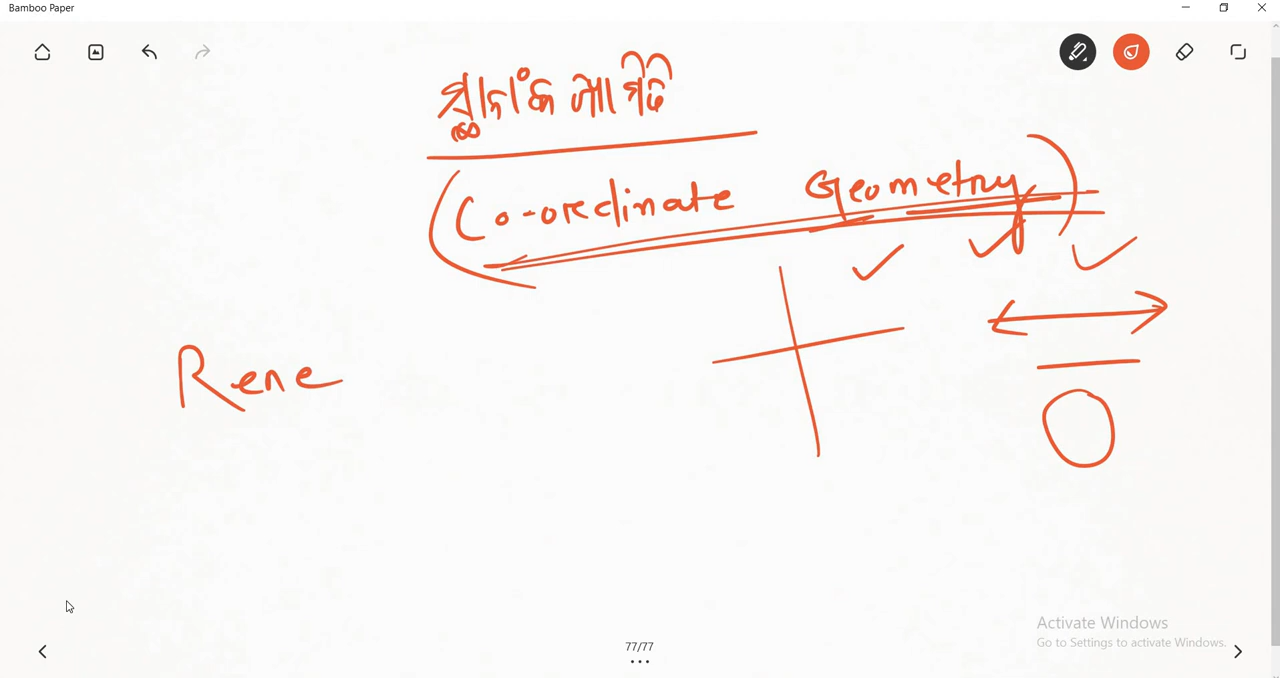 Bamboo Paper
ସ୍ଥାନାଂକ ଜ୍ୟାମିତି
(Co-ordinate Geometry)
Rene
77/77
Activate Windows
Go to Settings to activate Windows.